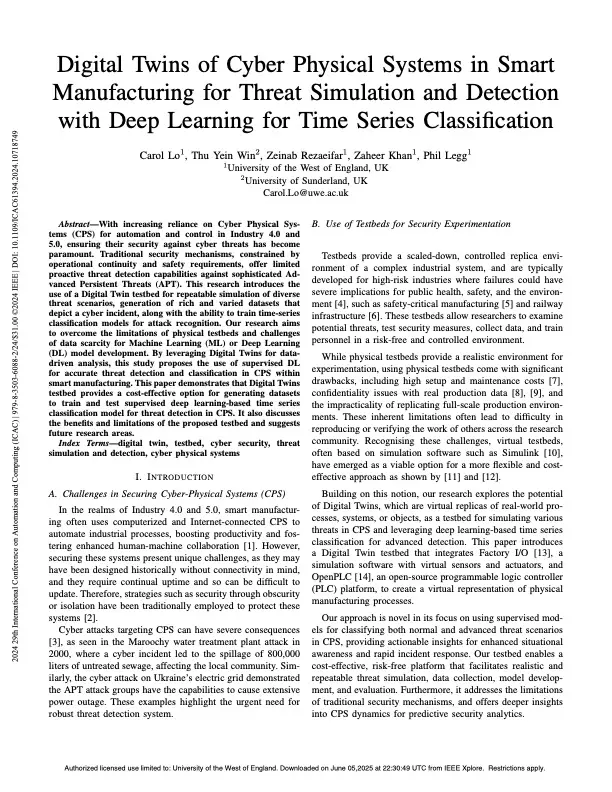 Digital Twins of Cyber Physical Systems in Smart
Manufacturing for Threat Simulation and Detection
with Deep Learning for Time Series Classification
Carol Lo1, Thu Yein Win2, Zeinab Rezaeifar1, Zaheer Khan1, Phil Legg1
1University of the West of England, UK
2University of Sunderland, UK
Carol.Lo@uwe.ac.uk
Abstract—With increasing reliance on Cyber Physical Sys-
tems (CPS) for automation and control in Industry 4.0 and
5.0, ensuring their security against cyber threats has become
paramount. Traditional security mechanisms, constrained by
operational continuity and safety requirements, offer limited
proactive threat detection capabilities against sophisticated Ad-
vanced Persistent Threats (APT). This research introduces the
use of a Digital Twin testbed for repeatable simulation of diverse
threat scenarios, generation of rich and varied datasets that
depict a cyber incident, along with the ability to train time-series
classification models for attack recognition. Our research aims
to overcome the limitations of physical testbeds and challenges
of data scarcity for Machine Learning (ML) or Deep Learning
(DL) model development. By leveraging Digital Twins for data-
driven analysis, this study proposes the use of supervised DL
for accurate threat detection and classification in CPS within
smart manufacturing. This paper demonstrates that Digital Twins
testbed provides a cost-effective option for generating datasets
to train and test supervised deep learning-based time series
classification model for threat detection in CPS. It also discusses
the benefits and limitations of the proposed testbed and suggests
future research areas.
Index Terms—digital twin, testbed, cyber security, threat
simulation and detection, cyber physical systems
I. INTRODUCTION
A. Challenges in Securing Cyber-Physical Systems (CPS)
In the realms of Industry 4.0 and 5.0, smart manufactur-
ing often uses computerized and Internet-connected CPS to
automate industrial processes, boosting productivity and fos-
tering enhanced human-machine collaboration [1]. However,
securing these systems present unique challenges, as they may
have been designed historically without connectivity in mind,
and they require continual uptime and so can be difficult to
update. Therefore, strategies such as security through obscurity
or isolation have been traditionally employed to protect these
systems [2].
Cyber attacks targeting CPS can have severe consequences
[3], as seen in the Maroochy water treatment plant attack in
2000, where a cyber incident led to the spillage of 800,000
liters of untreated sewage, affecting the local community. Sim-
ilarly, the cyber attack on Ukraine's electric grid demonstrated
the APT attack groups have the capabilities to cause extensive
power outage. These examples highlight the urgent need for
robust threat detection system.
B. Use of Testbeds for Security Experimentation
Testbeds provide a scaled-down, controlled replica envi-
ronment of a complex industrial system, and are typically
developed for high-risk industries where failures could have
severe implications for public health, safety, and the environ-
ment [4], such as safety-critical manufacturing [5] and railway
infrastructure [6]. These testbeds allow researchers to examine
potential threats, test security measures, collect data, and train
personnel in a risk-free and controlled environment.
While physical testbeds provide a realistic environment for
experimentation, using physical testbeds come with significant
drawbacks, including high setup and maintenance costs [7],
confidentiality issues with real production data [8], [9], and
the impracticality of replicating full-scale production environ-
ments. These inherent limitations often lead to difficulty in
reproducing or verifying the work of others across the research
community. Recognising these challenges, virtual testbeds,
often based on simulation software such as Simulink [10],
have emerged as a viable option for a more flexible and cost-
effective approach as shown by [11] and [12].
Building on this notion, our research explores the potential
of Digital Twins, which are virtual replicas of real-world pro-
cesses, systems, or objects, as a testbed for simulating various
threats in CPS and leveraging deep learning-based time series
classification for advanced detection. This paper introduces
a Digital Twin testbed that integrates Factory I/O [13], a
simulation software with virtual sensors and actuators, and
OpenPLC [14], an open-source programmable logic controller
(PLC) platform, to create a virtual representation of physical
manufacturing processes.
Our approach is novel in its focus on using supervised mod-
els for classifying both normal and advanced threat scenarios
in CPS, providing actionable insights for enhanced situational
awareness and rapid incident response. Our testbed enables a
cost-effective, risk-free platform that facilitates realistic and
repeatable threat simulation, data collection, model develop-
ment, and evaluation. Furthermore, it addresses the limitations
of traditional security mechanisms, and offers deeper insights
into CPS dynamics for predictive security analytics.
2024 29th International Conference on Automation and Computing (ICAC) | 979-8-3503-6088-2/24/$31.00 ©2024 IEEE | DOI: 10.1109/ICAC61394.2024.10718749
Authorized licensed use limited to: University of the West of England. Downloaded on June 05,2025 at 22:30:49 UTC from IEEE Xplore. Restrictions apply.